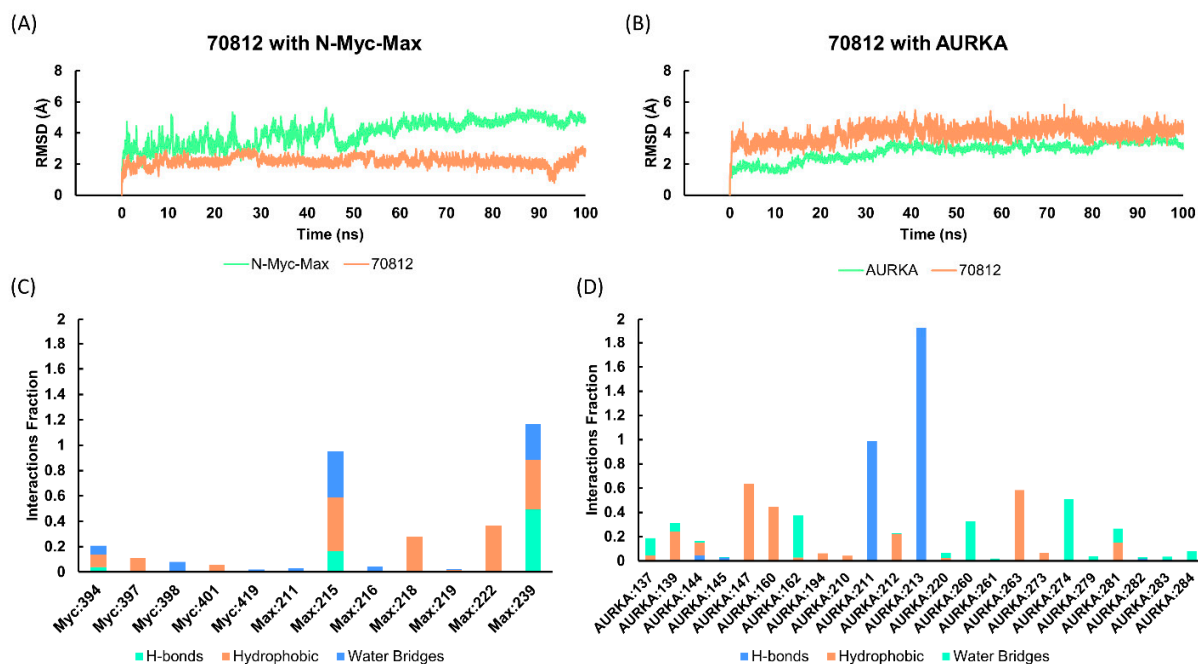 (A)
70812 with N-Myc-Max
RMSD (Å)
8
6
4
2
0
0 10 20 30 40 50 60 70 80 90 100
Time (ns)
N-Myc-Max 70812
(B)
70812 with AURKA
RMSD (Å)
8
6
4
2
0
0 10 20 30 40 50 60 70 80 90 100
Time (ns)
AURKA 70812
(C)
Interactions Fraction
2
1.8
1.6
1.4
1.2
1
0.8
0.6
0.4
0.2
0
Myc:394 Myc:397 Myc:398 Myc:401 Myc:419 Max:211 Max:215 Max:216 Max:218 Max:219 Max:222 Max:239
H-bonds Hydrophobic Water Bridges
(D)
Interactions Fraction
2
1.8
1.6
1.4
1.2
1
0.8
0.6
0.4
0.2
0
AURKA:137 AURKA:139 AURKA:144 AURKA:145 AURKA:147 AURKA:160 AURKA:162 AURKA:194 AURKA:210 AURKA:211 AURKA:212 AURKA:213 AURKA:220 AURKA:260 AURKA:261 AURKA:263 AURKA:273 AURKA:274 AURKA:279 AURKA:281 AURKA:282 AURKA:283 AURKA:284
H-bonds Hydrophobic Water Bridges